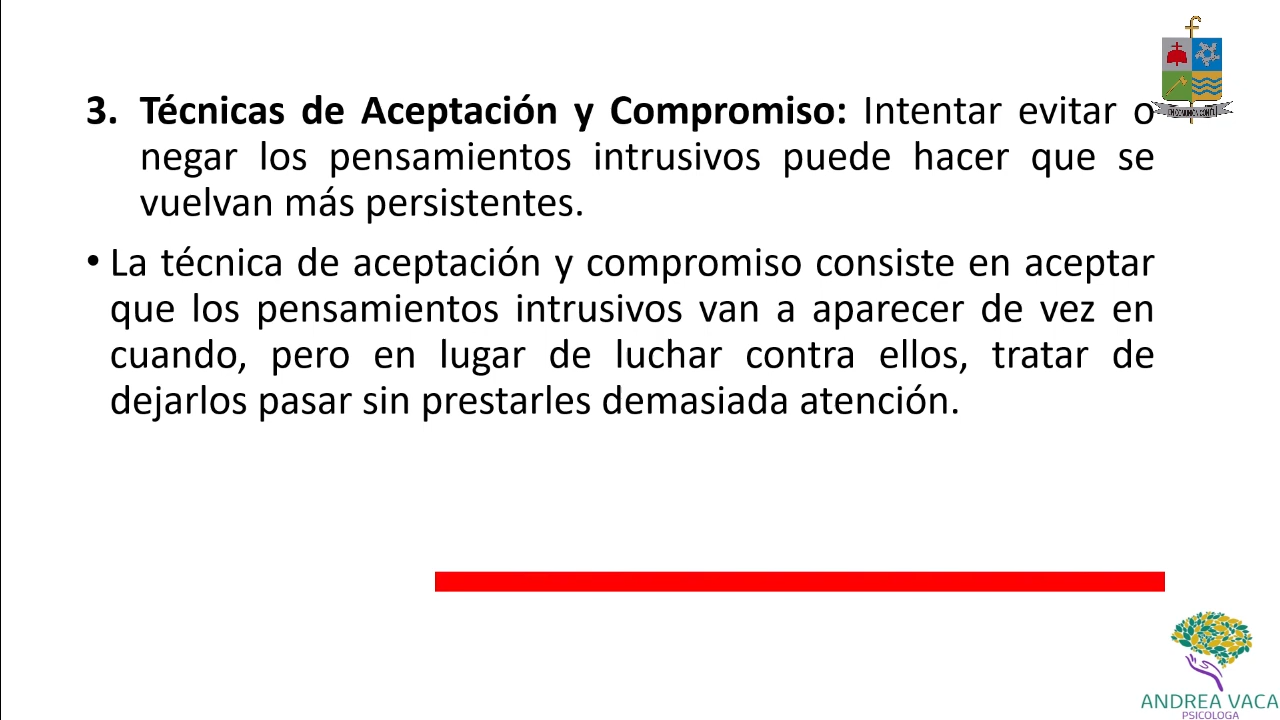 3. Técnicas de Aceptación y Compromiso: Intentar evitar o
negar los pensamientos intrusivos puede hacer que se
vuelvan más persistentes.
• La técnica de aceptación y compromiso consiste en aceptar
que los pensamientos intrusivos van a aparecer de vez en
cuando, pero en lugar de luchar contra ellos, tratar de
dejarlos pasar sin prestarles demasiada atención.
ANDREA VACA
PSICOLOGA